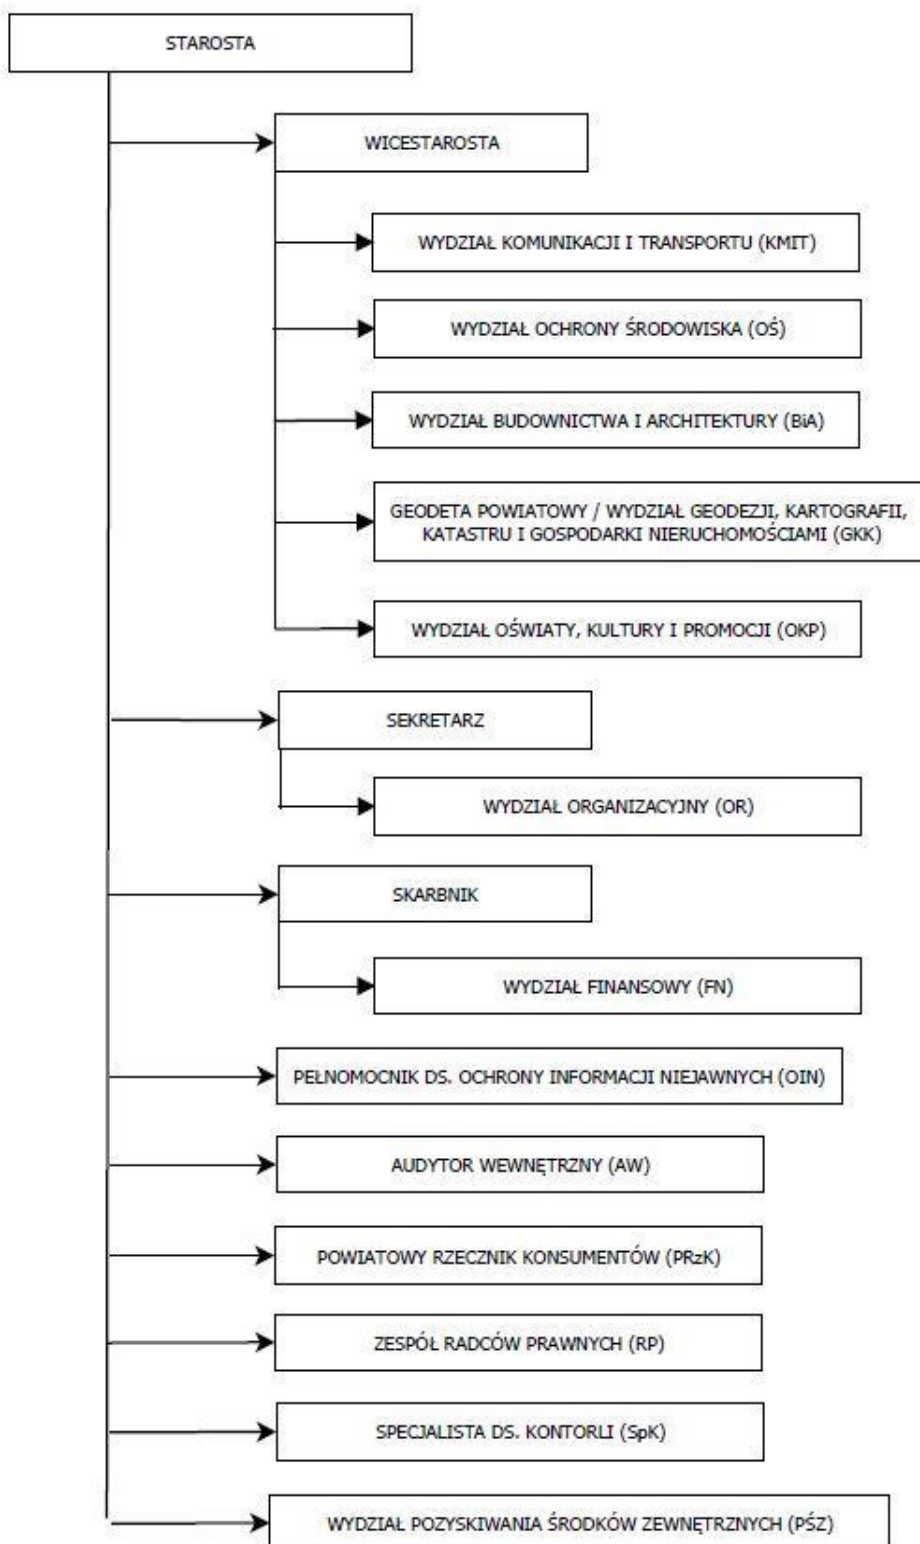 STAROSTA
WICESTAROSTA
WYDZIAŁ KOMUNIKACJI I TRANSPORTU (KMIT)
WYDZIAŁ OCHRONY ŚRODOWISKA (OŚ)
WYDZIAŁ BUDOWNICTWA I ARCHITEKTURY (BiA)
GEODETA POWIATOWY / WYDZIAŁ GEODEZJI, KARTOGRAFII,
KATASTRU I GOSPODARKI NIERUCHOMOŚCIAMI (GKK)
WYDZIAŁ OŚWIATY, KULTURY I PROMOCJI (OKP)
SEKRETARZ
WYDZIAŁ ORGANIZACYJNY (OR)
SKARBNIK
WYDZIAŁ FINANSOWY (FN)
PEŁNOMOCNIK DS. OCHRONY INFORMACJI NIEJAWNYCH (OIN)
AUDYTOR WEWNĘTRZNY (AW)
POWIATOWY RZECZNIK KONSUMENTÓW (PRzK)
ZESPÓŁ RADCÓW PRAWNYCH (RP)
SPECJALISTA DS. KONTORLI (SpK)
WYDZIAŁ POZYSKIWANIA ŚRODKÓW ZEWNĘTRZNYCH (PŚZ)